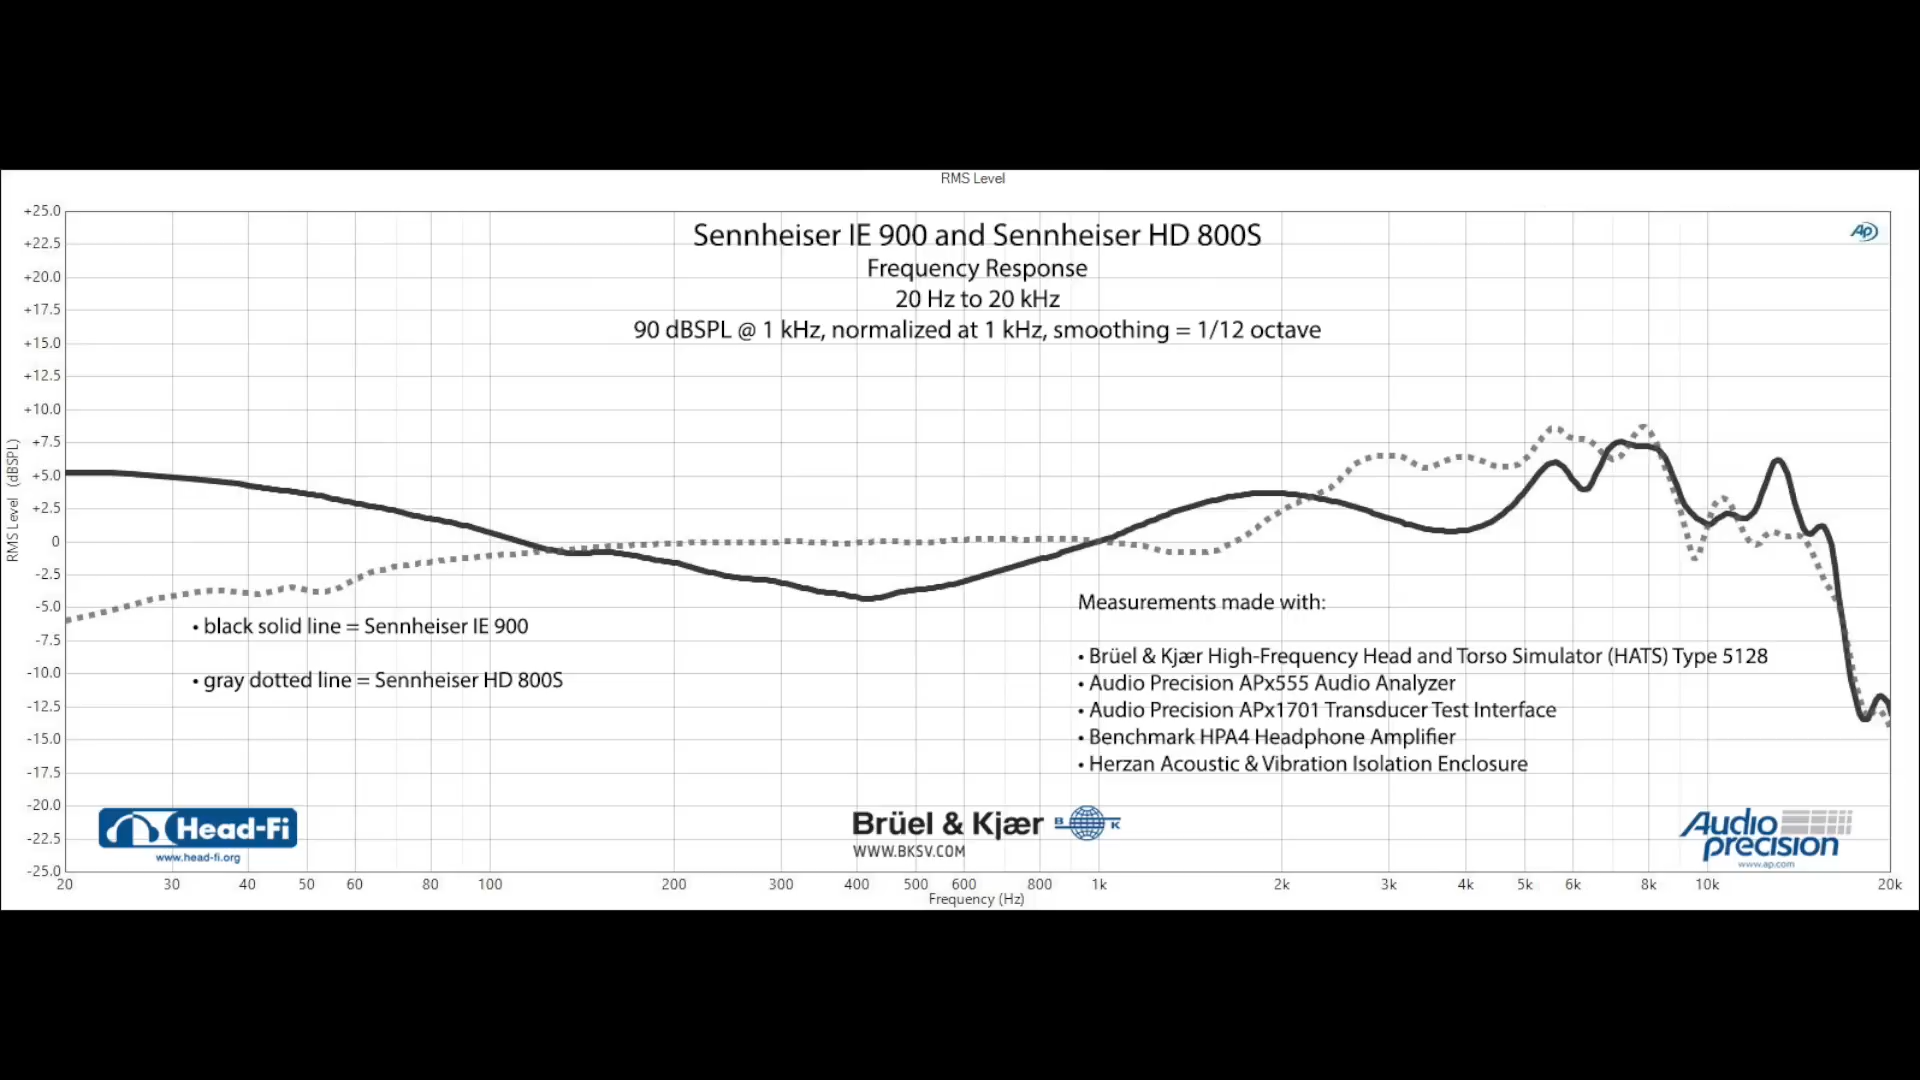 RMS Level
Sennheiser IE 900 and Sennheiser HD 800S
Frequency Response
20 Hz to 20 kHz
90 dBSPL @ 1 kHz, normalized at 1 kHz, smoothing = 1/12 octave
AP
+25.0
+22.5
+20.0
+17.5
+15.0
+12.5
+10.0
+7.5
+5.0
+2.5
0
-2.5
-5.0
-7.5
-10.0
-12.5
-15.0
-17.5
-20.0
-22.5
-25.0
RMS Level (dBSPL)
• black solid line = Sennheiser IE 900
• gray dotted line = Sennheiser HD 800S
Measurements made with:
• Brüel & Kjær High-Frequency Head and Torso Simulator (HATS) Type 5128
• Audio Precision APx555 Audio Analyzer
• Audio Precision APx1701 Transducer Test Interface
• Benchmark HPA4 Headphone Amplifier
• Herzan Acoustic & Vibration Isolation Enclosure
Head-Fi
www.head-fi.org
Brüel & Kjær B K
WWW.BKSV.COM
Audio
precision
www.ap.com
20 30 40 50 60 80 100 200 300 400 500 600 800 1k 2k 3k 4k 5k 6k 8k 10k 20k
Frequency (Hz)